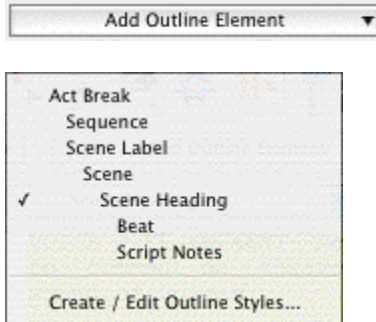 Add Outline Element
Act Break
Sequence
Scene Label
Scene
Scene Heading
Beat
Script Notes
Create / Edit Outline Styles...